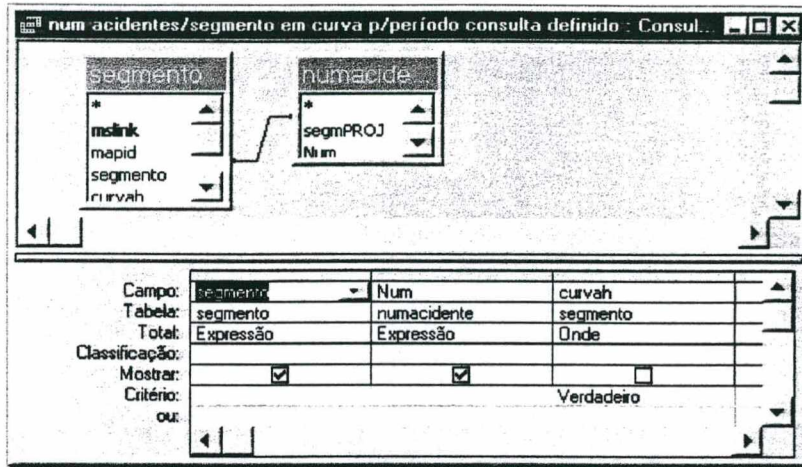 num acidentes/segmento em curva p/período consulta definido : Consul...
segmento
*
mslink
mapid
segmento
curvah
numacide...
*
segmPROJ
Num
Campo: segmento Num curvah
Tabela: segmento numacidente segmento
Total: Expressão Expressão Onde
Classificação:
Mostrar:
Critério: Verdadeiro
ou: